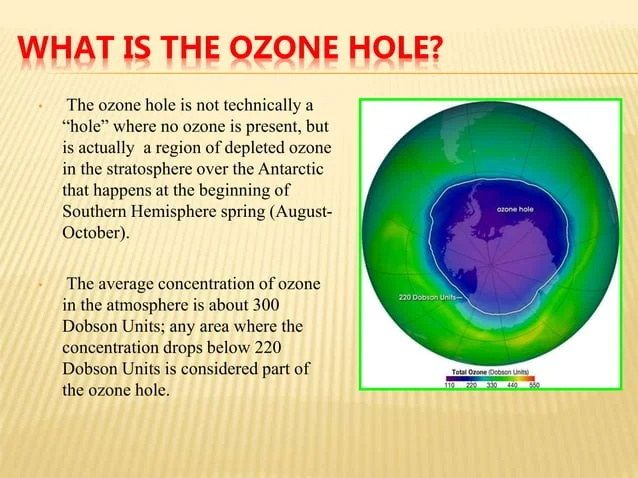 WHAT IS THE OZONE HOLE?
• The ozone hole is not technically a
“hole” where no ozone is present, but
is actually a region of depleted ozone
in the stratosphere over the Antarctic
that happens at the beginning of
Southern Hemisphere spring (August-
October).
• The average concentration of ozone
in the atmosphere is about 300
Dobson Units; any area where the
concentration drops below 220
Dobson Units is considered part of
the ozone hole.
ozone hole
220 Dobson Units
Total Ozone (Dobson Units)
110 220 330 440 550